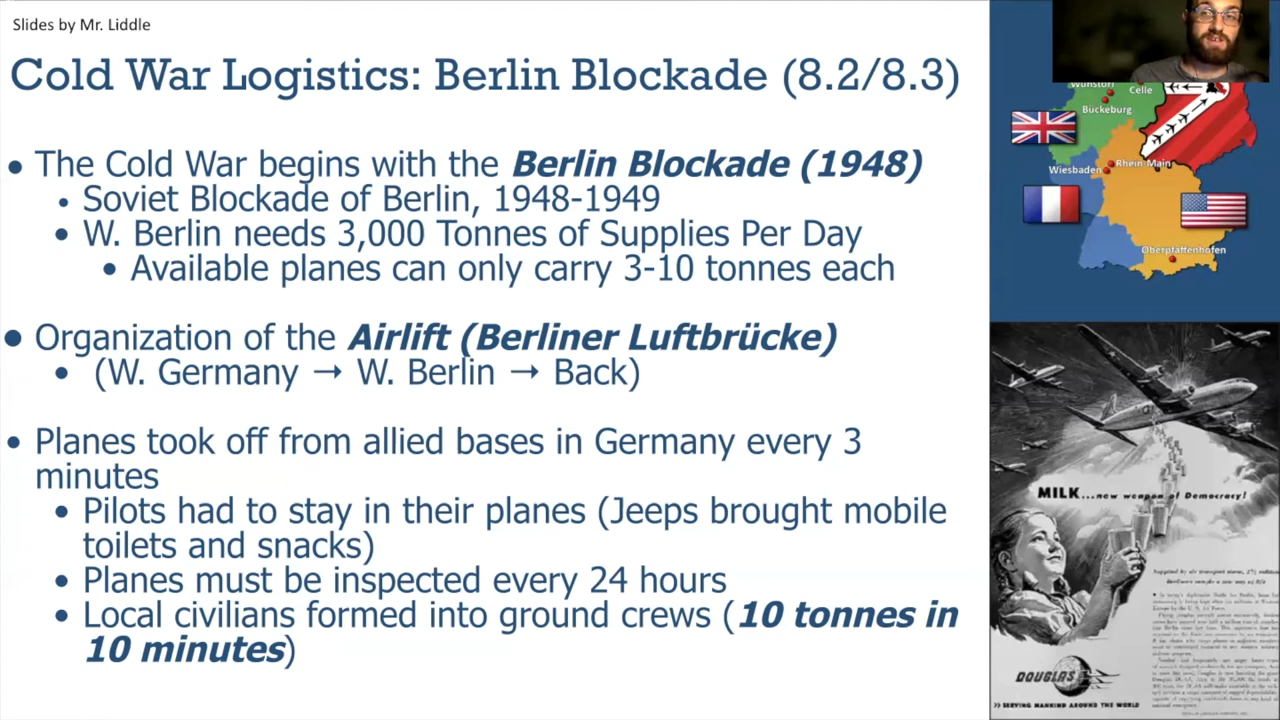 Slides by Mr. Liddle
Cold War Logistics: Berlin Blockade (8.2/8.3)
• The Cold War begins with the Berlin Blockade (1948)
• Soviet Blockade of Berlin, 1948-1949
• W. Berlin needs 3,000 Tonnes of Supplies Per Day
• Available planes can only carry 3-10 tonnes each
• Organization of the Airlift (Berliner Luftbrücke)
• (W. Germany → W. Berlin → Back)
• Planes took off from allied bases in Germany every 3
minutes
• Pilots had to stay in their planes (Jeeps brought mobile
toilets and snacks)
• Planes must be inspected every 24 hours
• Local civilians formed into ground crews (10 tonnes in
10 minutes)
Wunstorf
Celle
Bückeburg
Rhein-Main
Wiesbaden
Oberpfaffenhofen
MILK...new weapon of Democracy!
DOUGLAS
>> SERVING MANKIND AROUND THE WORLD